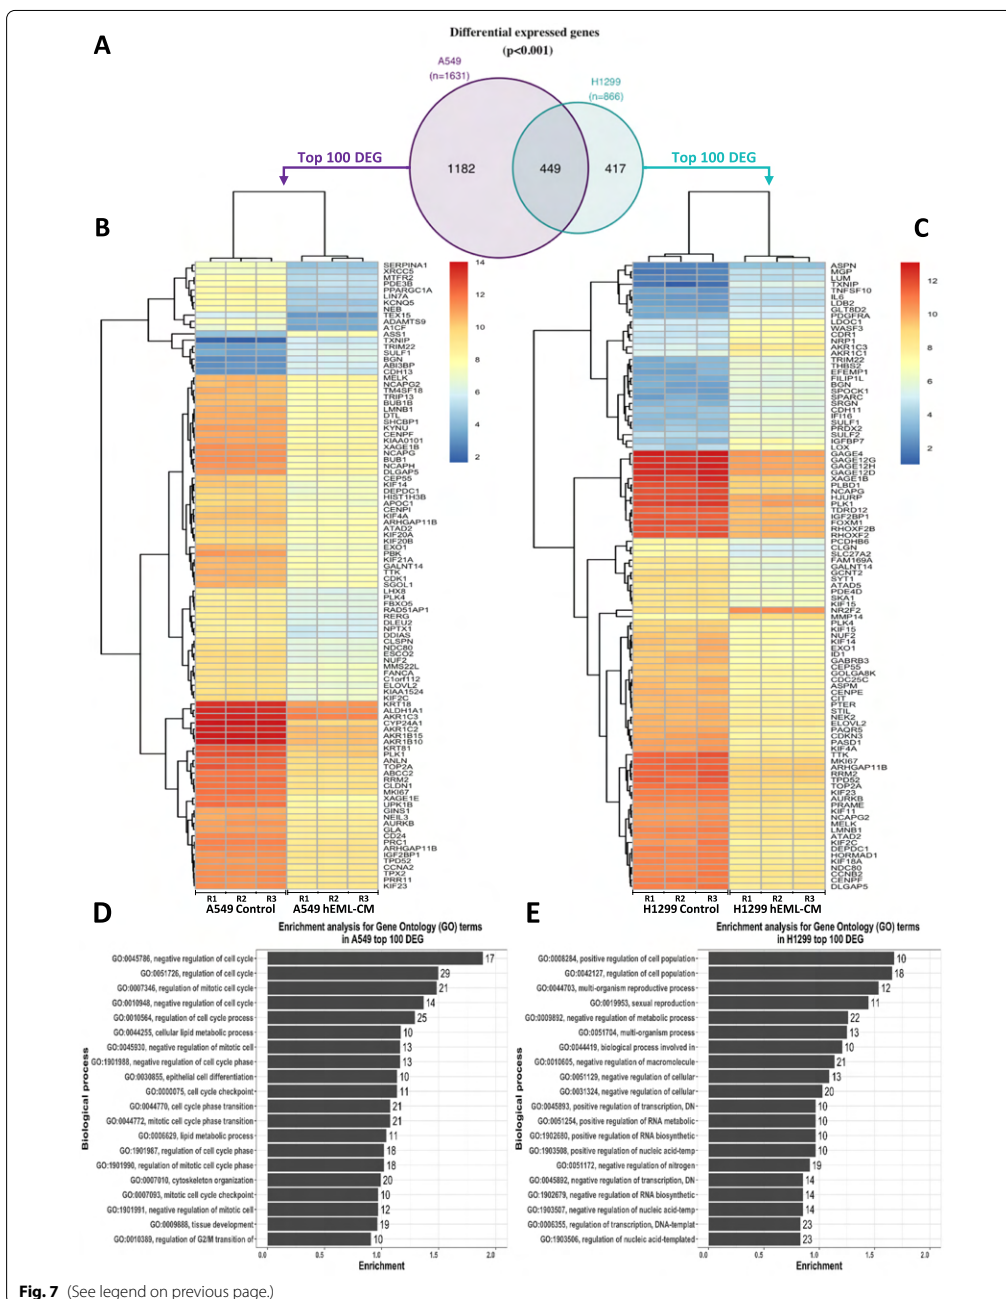 A
Differential expressed genes
(p<0.001)
A549
(n=1631)
H1299
(n=866)
Top 100 DEG
1182
449
417
Top 100 DEG
B
SERPINA1
XRCC5
MTFR2
PDE3B
PPARGC1A
LIN7A
KCNQ5
NEB
TEX15
ADAMTS9
A1CF
ASS1
TXNIP
TRIM22
SULF1
BGN
ABI3BP
CDH13
MELK
NCAPG2
TM4SF18
TRIP13
BUB1B
LMNB1
DTL
SHCBP1
KYNU
CENPF
KIAA0101
XAGE1B
NCAPG
BUB1
NCAPH
DLGAP5
CEP55
KIF14
DEPDC1
HIST1H3B
APOC1
CENPI
KIF4A
ARHGAP11B
ATAD2
KIF20A
KIF20B
EXO1
PBK
KIF21A
GALNT14
TTK
CDK1
SGOL1
LHX8
PLK4
FBXO5
RAD51AP1
RERG
DLEU2
NPTX1
DDIAS
CLSPN
NDC80
ESCO2
NUF2
MMS22L
FANCA
C1orf112
ELOVL2
KIAA1524
KIF2C
KRT18
ALDH1A1
AKR1C3
CYP24A1
AKR1C2
AKR1B15
AKR1B10
KRT81
PLK1
ANLN
TOP2A
ABCC2
RRM2
CLDN1
MKI67
XAGE1E
UPK1B
GINS1
NEIL3
AURKB
GLA
CD24
PRC1
ARHGAP11B
IGF2BP1
TPD52
CCNA2
TPX2
PRR11
KIF23
14
12
10
8
6
4
2
R1 R2 R3 R1 R2 R3
A549 Control A549 hEML-CM
C
ASPN
MGP
LUM
TXNIP
TNFSF10
IL6
LDB2
GLT8D2
PDGFRA
LDOC1
WASF3
CDR1
NRP1
AKR1C3
AKR1C1
TRIM22
THBS2
EFEMP1
FILIP1L
BGN
SPOCK1
SPARC
SRGN
CDH11
IFI16
SULF1
PRDX2
SULF2
IGFBP7
LOX
GAGE4
GAGE12G
GAGE12H
GAGE12D
XAGE1B
PLBD1
NCAPG
HJURP
PLK1
TDRD12
IGF2BP1
FOXM1
RHOXF2B
RHOXF2
PCDHB6
CLGN
SLC27A2
FAM169A
GALNT14
GCNT2
SYT1
ATAD5
PDE4D
SKA1
KIF15
NR2F2
MMP14
PLK4
KIF15
NUF2
KIF14
EXO1
ID1
GABRB3
CEP55
GOLGA8K
CDC25C
ASPM
CENPE
CIT
PTER
STIL
NEK2
ELOVL2
PAQR5
CDKN3
PASD1
KIF4A
TTK
MKI67
ARHGAP11B
RRM2
TPD52
TOP2A
KIF23
AURKB
PRAME
KIF11
NCAPG2
MELK
LMNB1
ATAD2
KIF2C
DEPDC1
HORMAD1
KIF18A
NDC80
CCNB2
CENPF
DLGAP5
12
10
8
6
4
2
R1 R2 R3 R1 R2 R3
H1299 Control H1299 hEML-CM
D
Enrichment analysis for Gene Ontology (GO) terms
in A549 top 100 DEG
Biological process
GO:0045786, negative regulation of cell cycle 17
GO:0051726, regulation of cell cycle 29
GO:0007346, regulation of mitotic cell cycle 21
GO:0010948, negative regulation of cell cycle 14
GO:0010564, regulation of cell cycle process 25
GO:0044255, cellular lipid metabolic process 10
GO:0045930, negative regulation of mitotic cell 13
GO:1901988, negative regulation of cell cycle phase 13
GO:0030855, epithelial cell differentiation 10
GO:0000075, cell cycle checkpoint 11
GO:0044770, cell cycle phase transition 21
GO:0044772, mitotic cell cycle phase transition 21
GO:0006629, lipid metabolic process 11
GO:1901987, regulation of cell cycle phase 18
GO:1901990, regulation of mitotic cell cycle phase 18
GO:0007010, cytoskeleton organization 20
GO:0007093, mitotic cell cycle checkpoint 10
GO:1901991, negative regulation of mitotic cell 12
GO:0009888, tissue development 19
GO:0010389, regulation of G2/M transition of 10
0.0 0.5 1.0 1.5 2.0
Enrichment
E
Enrichment analysis for Gene Ontology (GO) terms
in H1299 top 100 DEG
Biological process
GO:0008284, positive regulation of cell population 10
GO:0042127, regulation of cell population 18
GO:0044703, multi-organism reproductive process 12
GO:0019953, sexual reproduction 11
GO:0009892, negative regulation of metabolic process 22
GO:0051704, multi-organism process 13
GO:0044419, biological process involved in 10
GO:0010605, negative regulation of macromolecule 21
GO:0051129, negative regulation of cellular 13
GO:0031324, negative regulation of cellular 20
GO:0045893, positive regulation of transcription, DN 10
GO:0051254, positive regulation of RNA metabolic 10
GO:1902680, positive regulation of RNA biosynthetic 10
GO:1903508, positive regulation of nucleic acid-temp 10
GO:0051172, negative regulation of nitrogen 19
GO:0045892, negative regulation of transcription, DN 14
GO:1902679, negative regulation of RNA biosynthetic 14
GO:1903507, negative regulation of nucleic acid-temp 14
GO:0006355, regulation of transcription, DNA-templat 23
GO:1903506, regulation of nucleic acid-templated 23
0.0 0.5 1.0 1.5 2.0
Enrichment
Fig. 7 (See legend on previous page.)